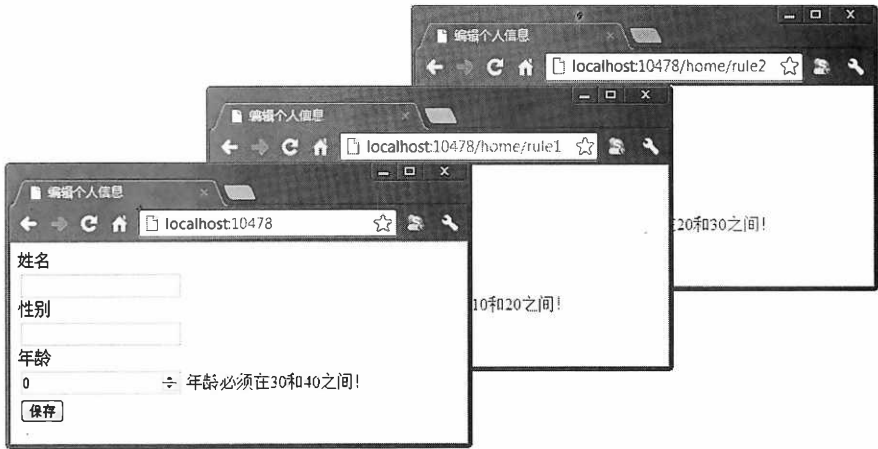 编辑个人信息
localhost:10478/home/rule2
20和30之间!
编辑个人信息
localhost:10478/home/rule1
10和20之间!
编辑个人信息
localhost:10478
姓名
性别
年龄
0 年龄必须在30和40之间!
保存